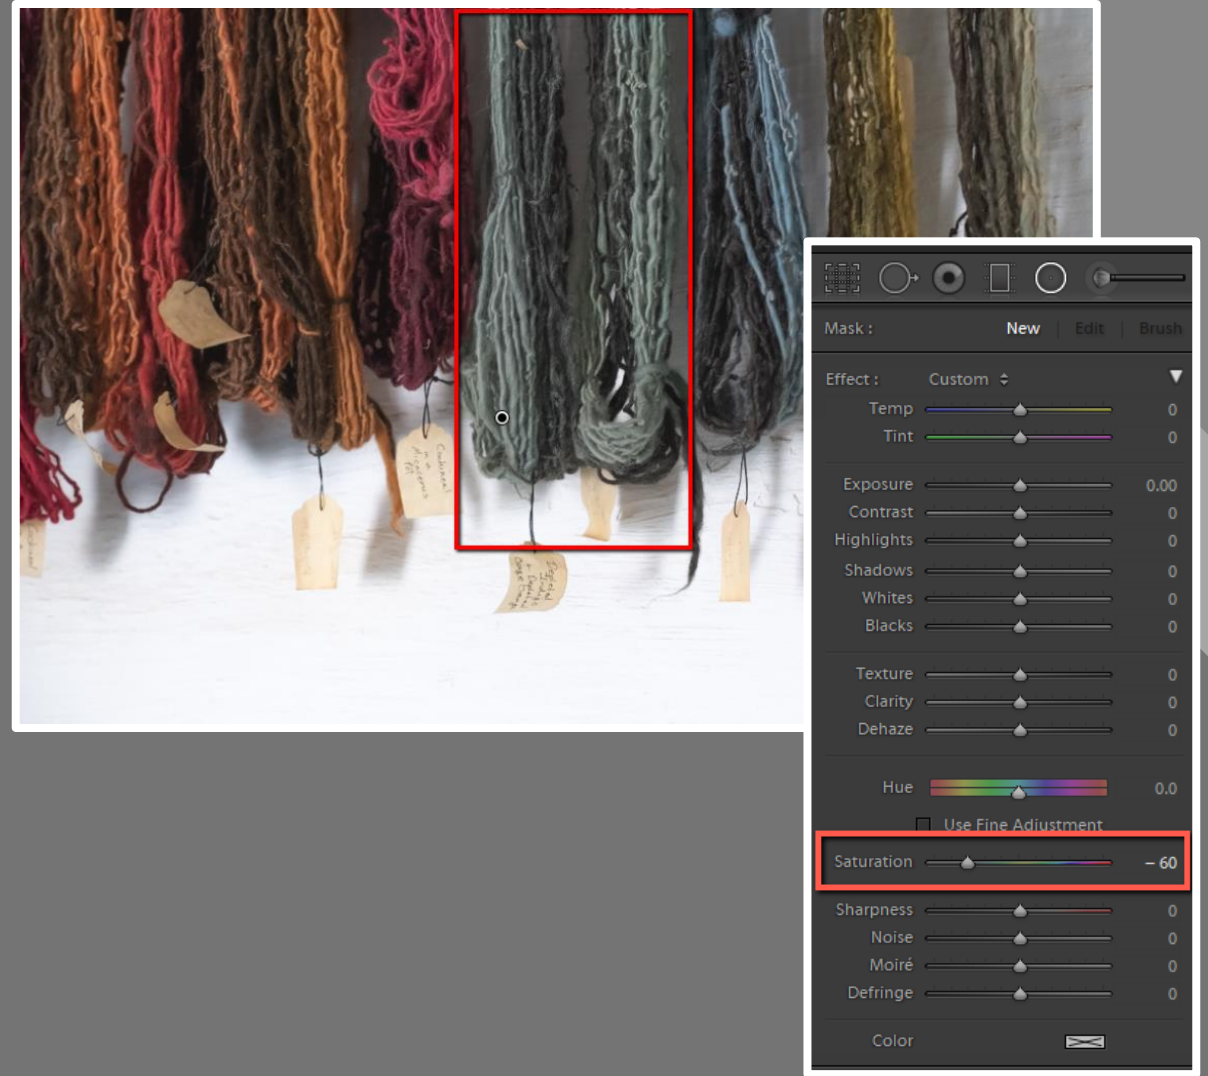 Mask :
New
Edit
Brush
Effect :
Custom
Temp
0
Tint
0
Exposure
0.00
Contrast
0
Highlights
0
Shadows
0
Whites
0
Blacks
0
Texture
0
Clarity
0
Dehaze
0
Hue
0.0
Use Fine Adjustment
Saturation
– 60
Sharpness
0
Noise
0
Moiré
0
Defringe
0
Color